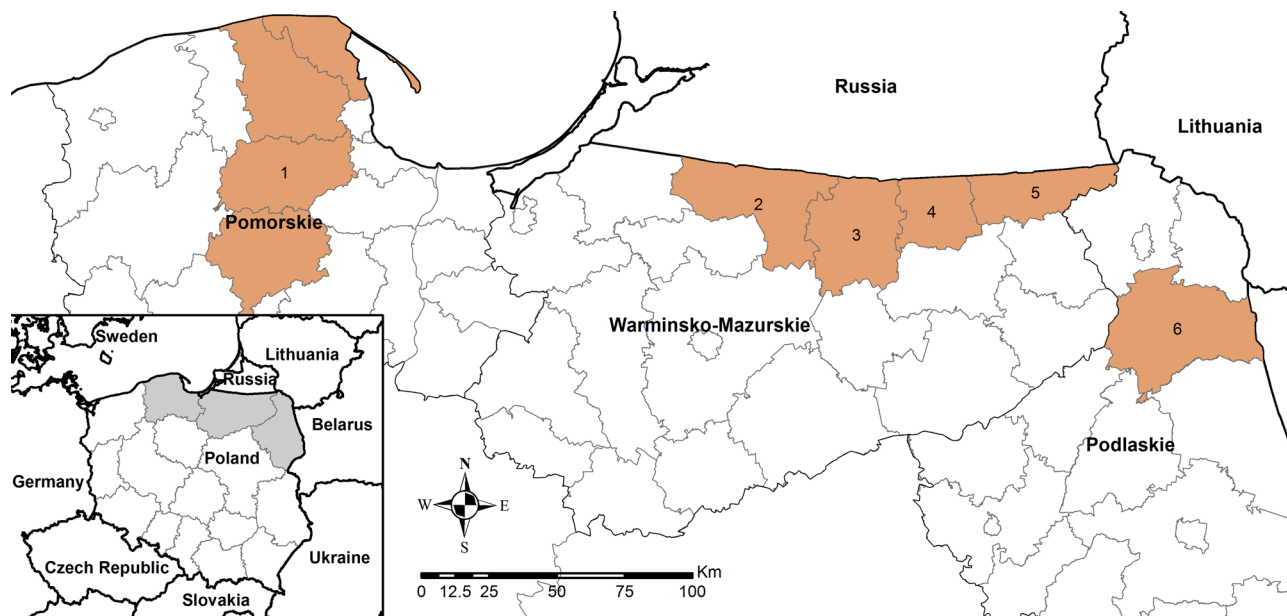 Russia
Lithuania
1
2
3
4
5
6
Pomorskie
Warminsko-Mazurskie
Podlaskie
Sweden
Lithuania
Russia
Belarus
Poland
Germany
Ukraine
Czech Republic
Slovakia
N
W E
S
Km
0 12.5 25 50 75 100